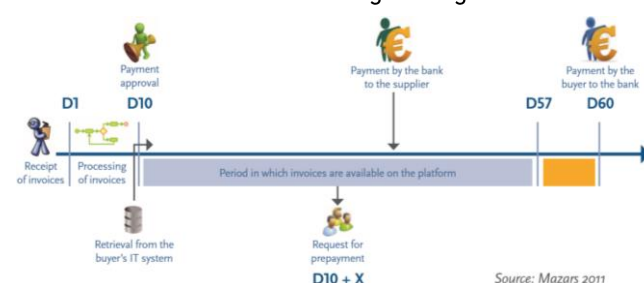 Payment
approval
Payment by the bank
to the supplier
Payment by the
buyer to the bank
D1
D10
D57
D60
Receipt
of invoices
Processing
of invoices
Period in which invoices are available on the platform
Retrieval from the
buyer's IT system
Request for
prepayment
D10 + X
Source: Mazars 2011